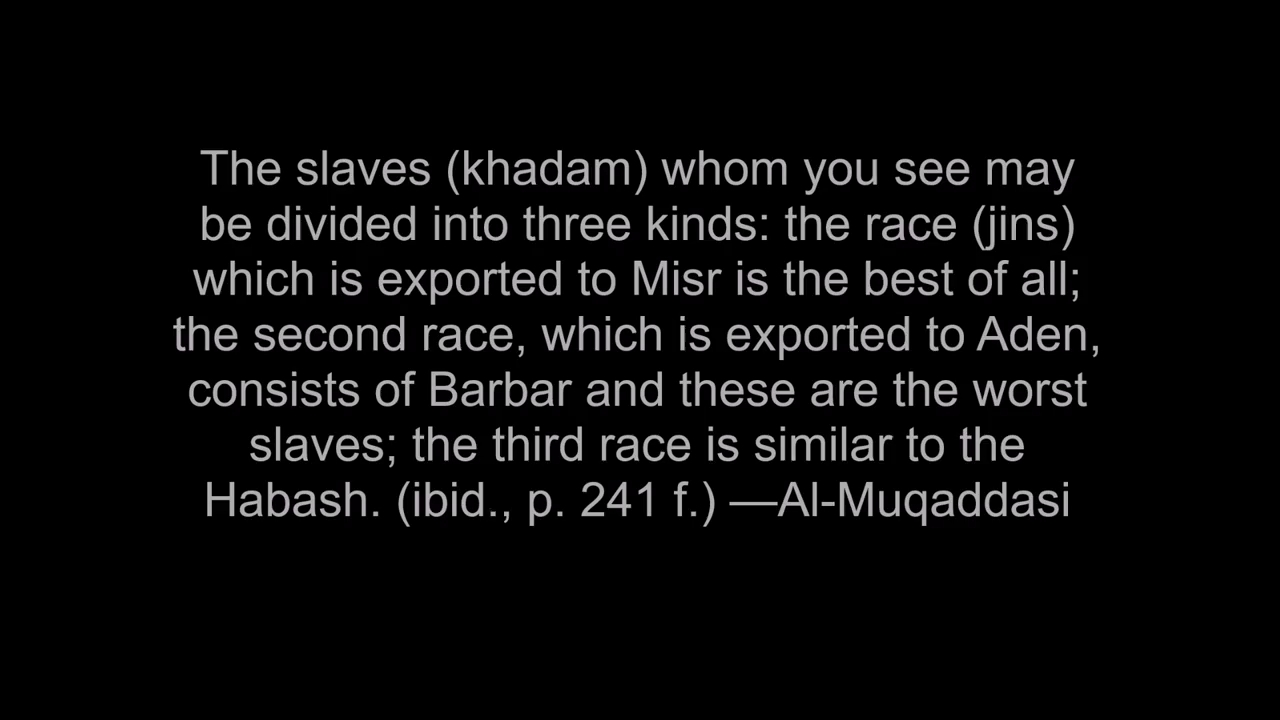 The slaves (khadam) whom you see may
be divided into three kinds: the race (jins)
which is exported to Misr is the best of all;
the second race, which is exported to Aden,
consists of Barbar and these are the worst
slaves; the third race is similar to the
Habash. (ibid., p. 241 f.) —Al-Muqaddasi